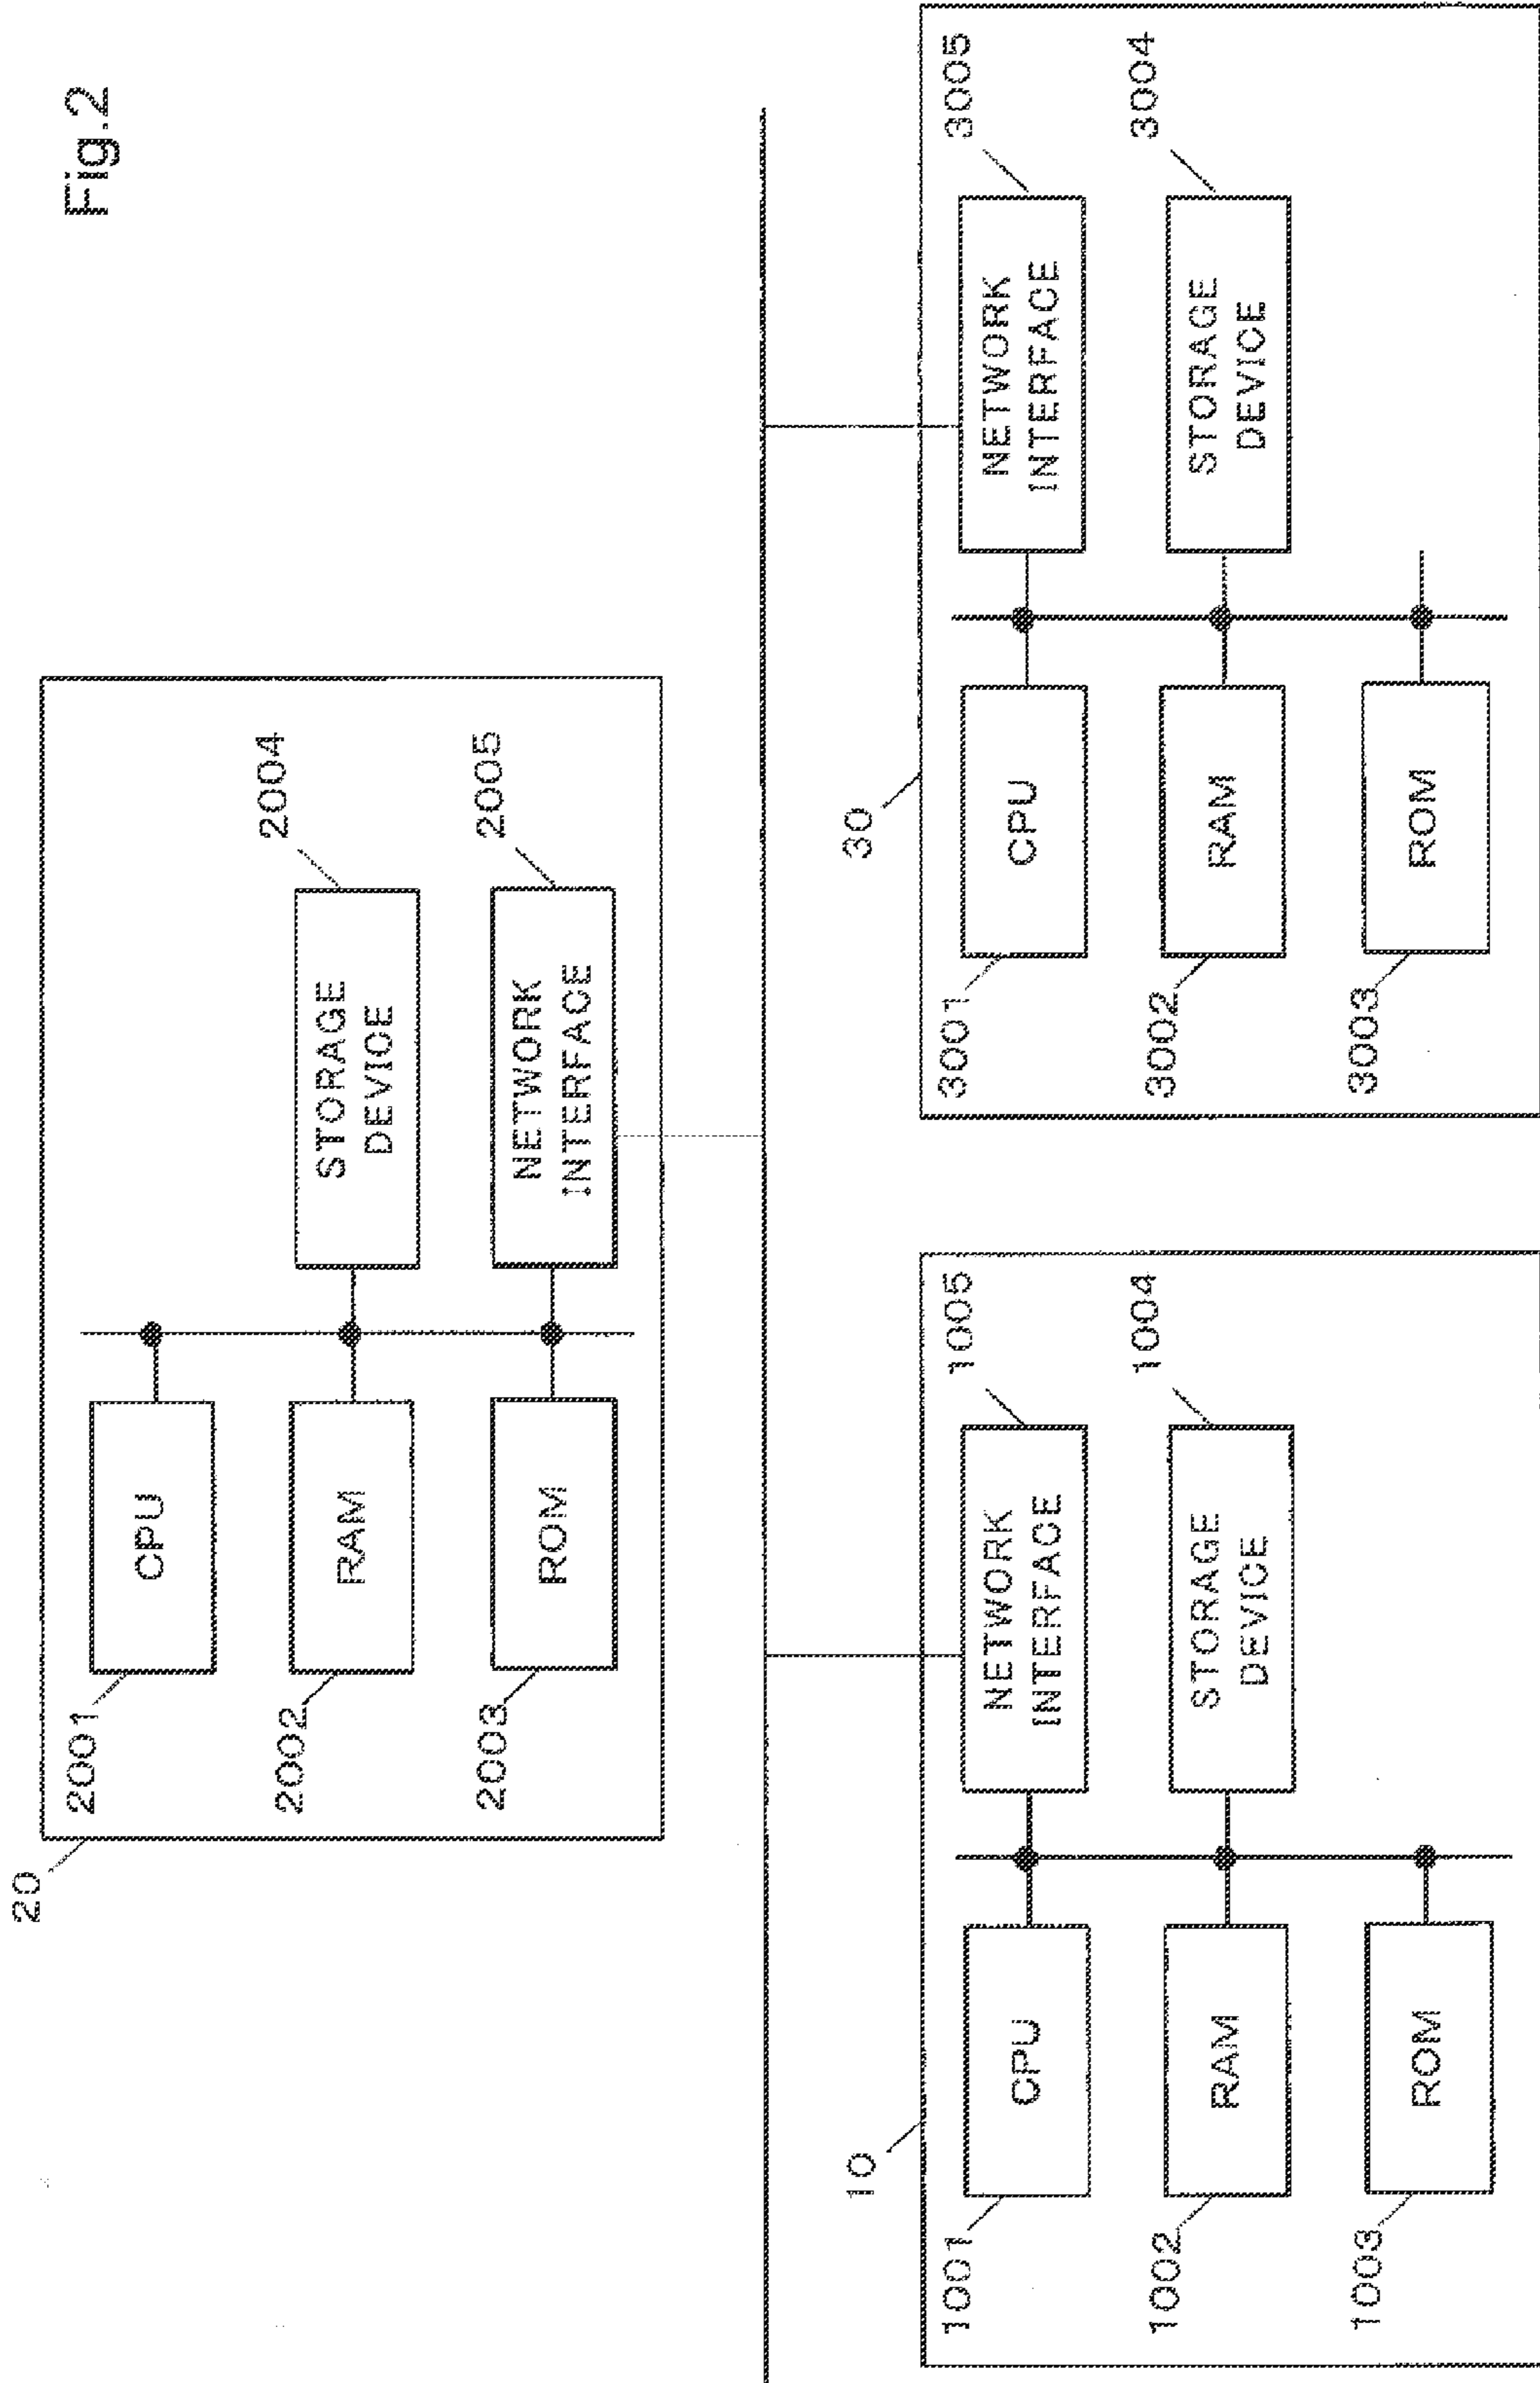 Fig.2
20
2001
CPU
2002
RAM
2003
ROM
STORAGE
DEVICE
2004
NETWORK
INTERFACE
2005
10
1001
CPU
1002
RAM
1003
ROM
NETWORK
INTERFACE
1005
STORAGE
DEVICE
1004
30
3001
CPU
3002
RAM
3003
ROM
NETWORK
INTERFACE
3005
STORAGE
DEVICE
3004